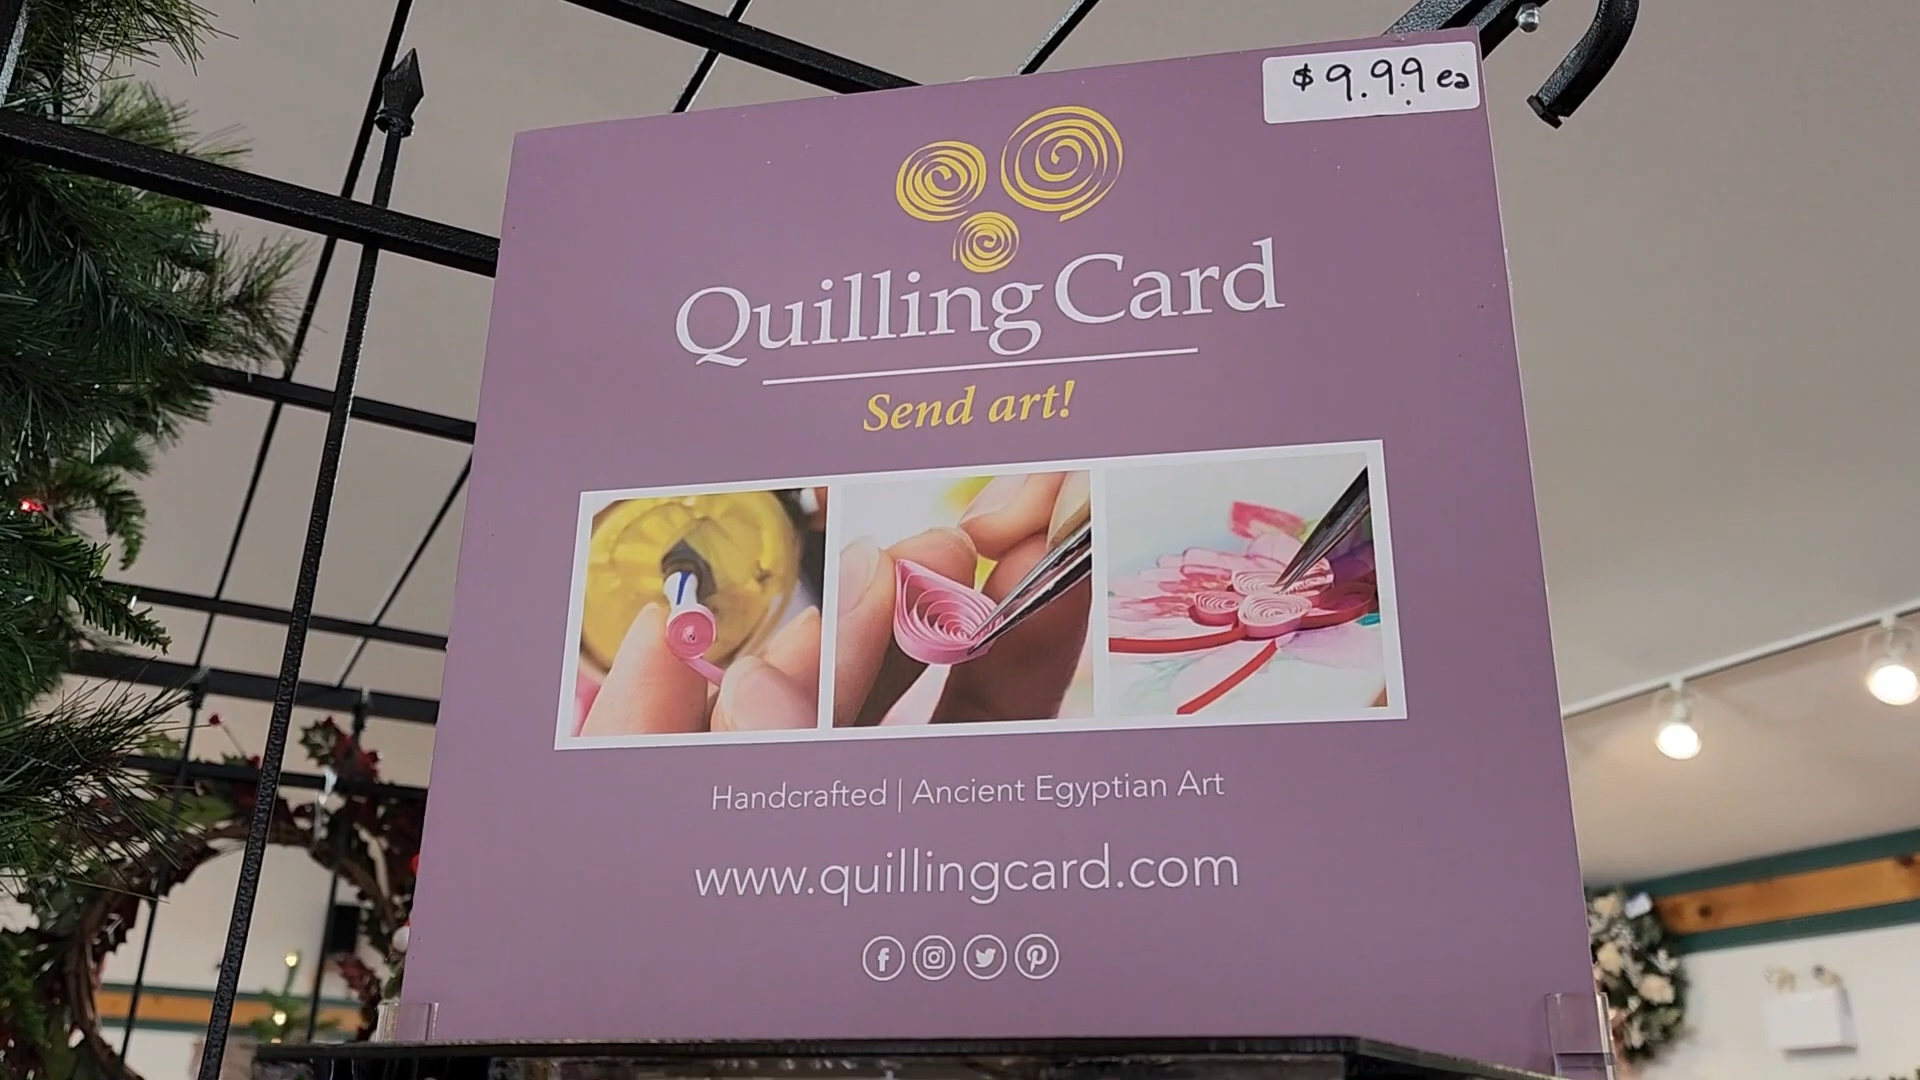 $9.99 ea
Quilling Card
Send art!
Handcrafted | Ancient Egyptian Art
www.quillingcard.com